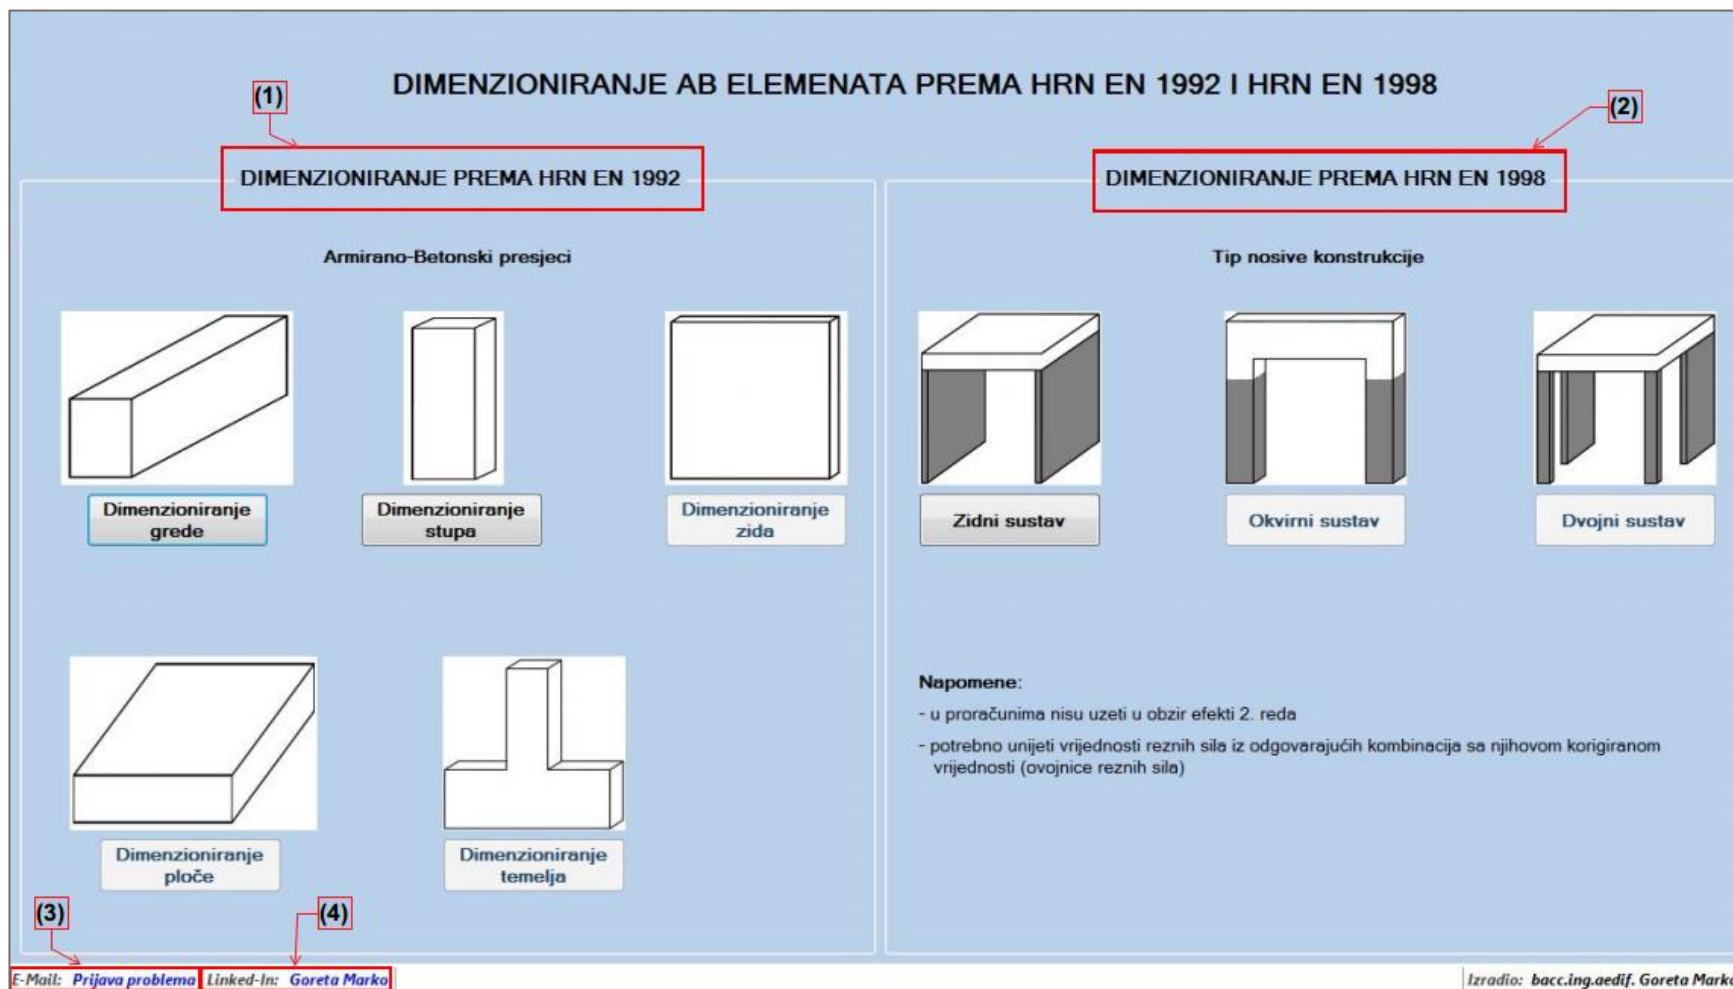 DIMENZIONIRANJE AB ELEMENATA PREMA HRN EN 1992 I HRN EN 1998
(1)
(2)
DIMENZIONIRANJE PREMA HRN EN 1992
Armirano-Betonski presjeci
Dimenzioniranje
grede
Dimenzioniranje
stupa
Dimenzioniranje
zida
Dimenzioniranje
ploče
Dimenzioniranje
temelja
DIMENZIONIRANJE PREMA HRN EN 1998
Tip nosive konstrukcije
Zidni sustav
Okvirni sustav
Dvojni sustav
Napomene:
- u proračunima nisu uzeti u obzir efekti 2. reda
- potrebno unijeti vrijednosti reznih sila iz odgovarajućih kombinacija sa njihovom korigiranom
vrijednosti (ovojnice reznih sila)
(3)
(4)
E-Mail: Prijava problema
Linked-In: Goreta Marko
Izradio: bacc.ing.aedif. Goreta Marko